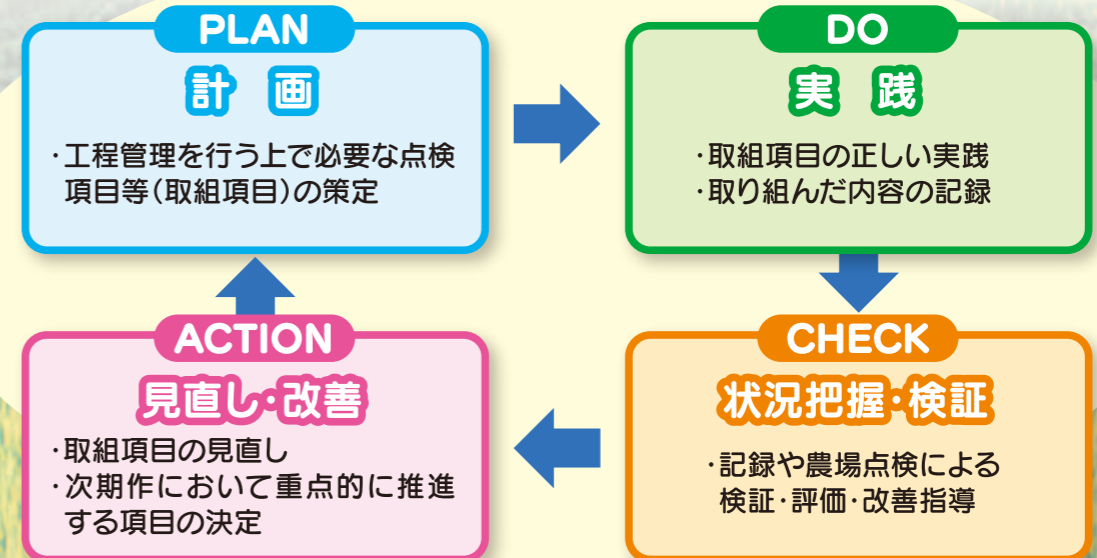 PLAN
計 画
・工程管理を行う上で必要な点検
項目等(取組項目)の策定
DO
実 践
・取組項目の正しい実践
・取り組んだ内容の記録
ACTION
見直し・改善
・取組項目の見直し
・次期作において重点的に推進
する項目の決定
CHECK
状況把握・検証
・記録や農場点検による
検証・評価・改善指導